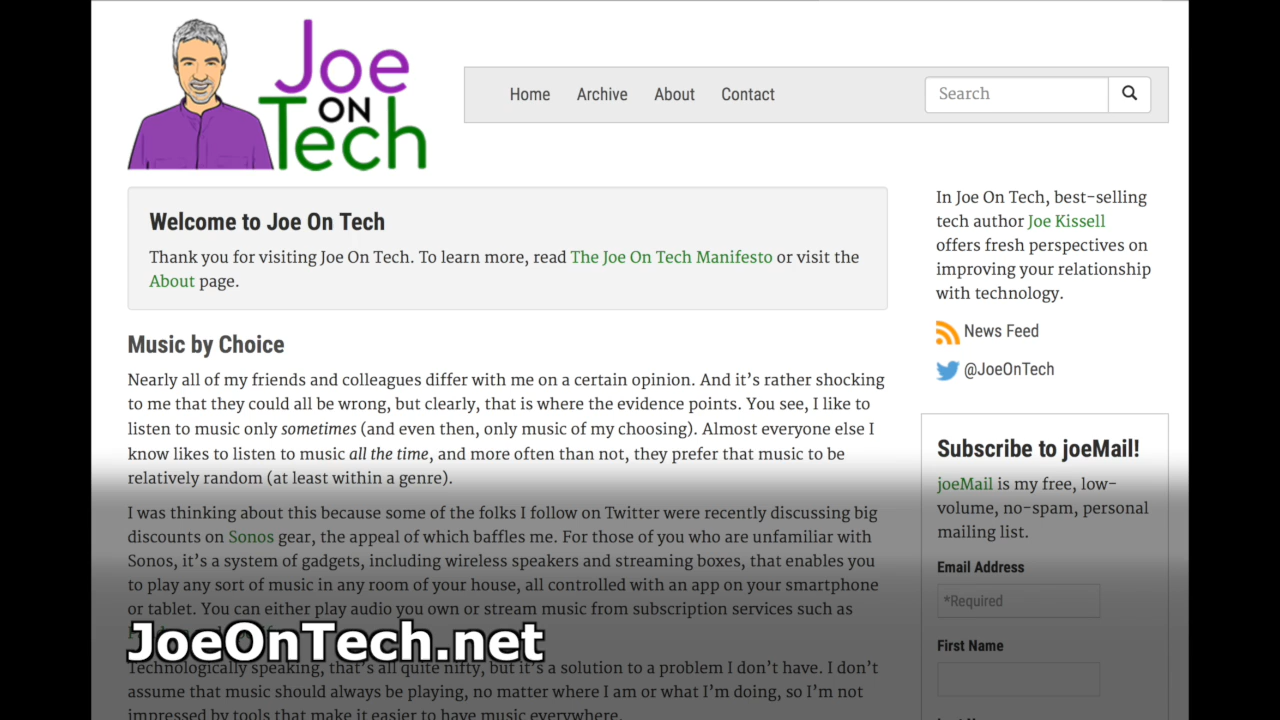 Joe
ON
Tech
Home Archive About Contact
Search
Welcome to Joe On Tech
Thank you for visiting Joe On Tech. To learn more, read The Joe On Tech Manifesto or visit the
About page.
Music by Choice
Nearly all of my friends and colleagues differ with me on a certain opinion. And it’s rather shocking
to me that they could all be wrong, but clearly, that is where the evidence points. You see, I like to
listen to music only sometimes (and even then, only music of my choosing). Almost everyone else I
know likes to listen to music all the time, and more often than not, they prefer that music to be
relatively random (at least within a genre).
I was thinking about this because some of the folks I follow on Twitter were recently discussing big
discounts on Sonos gear, the appeal of which baffles me. For those of you who are unfamiliar with
Sonos, it’s a system of gadgets, including wireless speakers and streaming boxes, that enables you
to play any sort of music in any room of your house, all controlled with an app on your smartphone
or tablet. You can either play audio you own or stream music from subscription services such as
Technologically speaking, that’s all quite nifty, but it’s a solution to a problem I don’t have. I don’t
assume that music should always be playing, no matter where I am or what I’m doing, so I’m not
impressed by tools that make it easier to have music everywhere.
In Joe On Tech, best-selling
tech author Joe Kissell
offers fresh perspectives on
improving your relationship
with technology.
News Feed
@JoeOnTech
Subscribe to joeMail!
joeMail is my free, low-
volume, no-spam, personal
mailing list.
Email Address
*Required
First Name
JoeOnTech.net